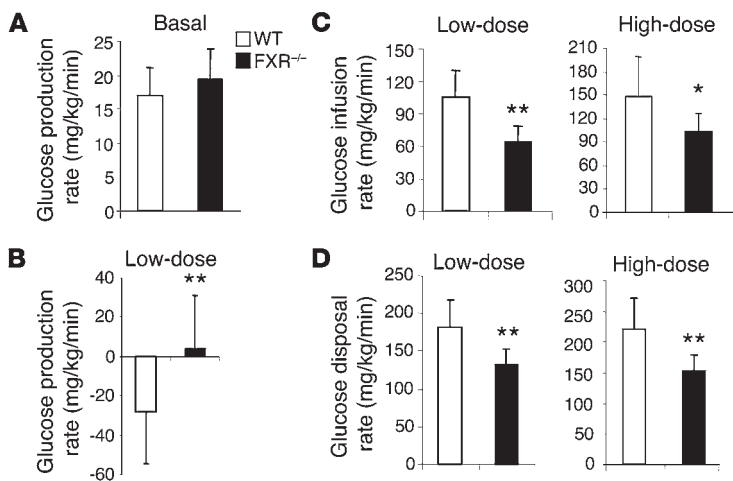 A
Basal
WT
FXR⁻/⁻
Glucose production
rate (mg/kg/min)
25
20
15
10
5
0
B
Low-dose
**
Glucose production
rate (mg/kg/min)
40
20
0
-20
-40
-60
C
Low-dose
High-dose
Glucose infusion
rate (mg/kg/min)
150
120
90
60
30
0
**
210
180
150
120
90
60
30
0
*
D
Low-dose
High-dose
Glucose disposal
rate (mg/kg/min)
250
200
150
100
50
0
**
300
250
200
150
100
50
0
**